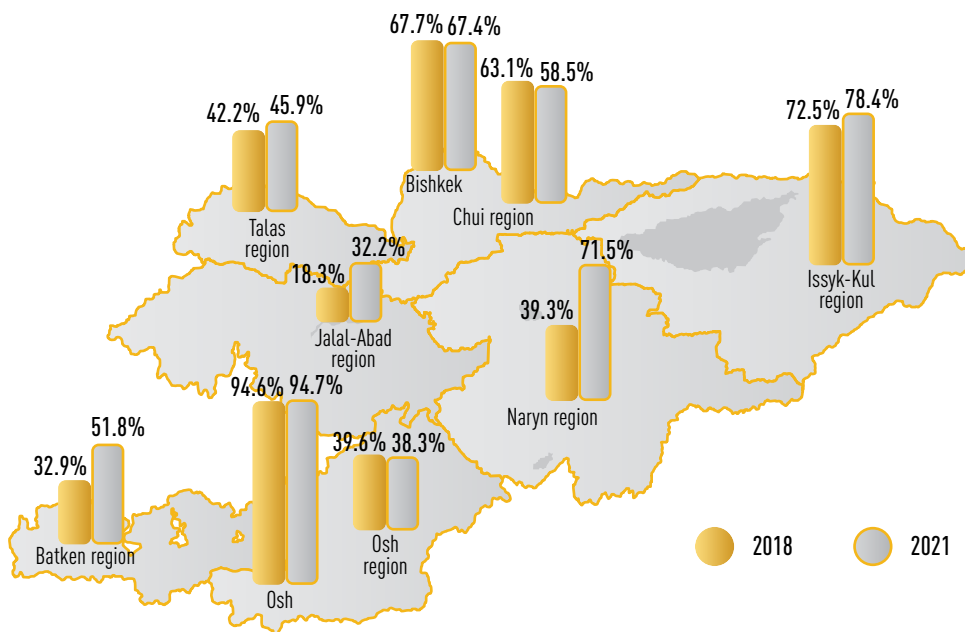 67.7% 67.4%
63.1% 58.5%
Bishkek
Chui region
42.2% 45.9%
Talas
region
72.5% 78.4%
Issyk-Kul
region
18.3% 32.2%
Jalal-Abad
region
39.3% 71.5%
Naryn region
94.6% 94.7%
Osh
39.6% 38.3%
Osh
region
32.9% 51.8%
Batken region
2018 2021